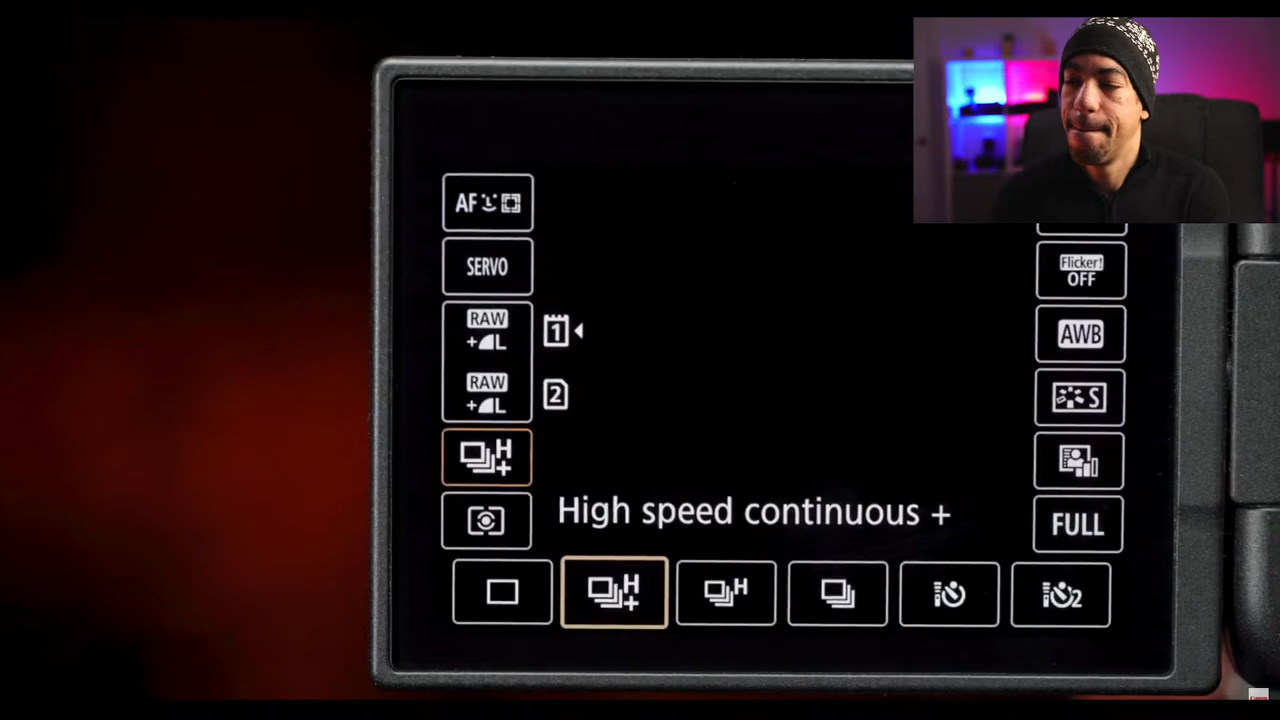 AF
SERVO
RAW
+L
1
RAW
+L
2
H
+
High speed continuous +
H
+
H
2
Flicker!
OFF
AWB
S
FULL